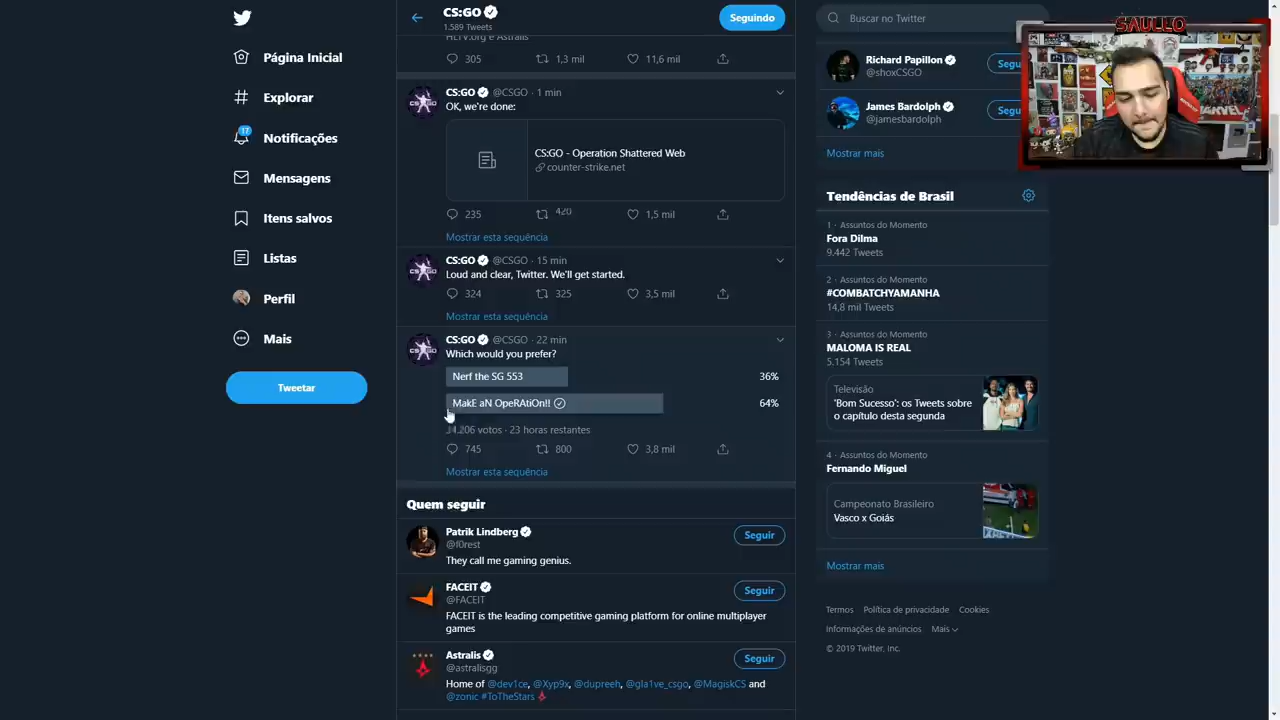 Página Inicial
Explorar
17
Notificações
Mensagens
Itens salvos
Listas
Perfil
Mais
Tweetar
CS:GO
1.589 Tweets
Seguindo
HLTV.org e Astralis
305
1,3 mil
11,6 mil
CS:GO @CSGO · 1 min
OK, we're done:
CS:GO - Operation Shattered Web
counter-strike.net
235
420
1,5 mil
Mostrar esta sequência
CS:GO @CSGO · 15 min
Loud and clear, Twitter. We'll get started.
324
325
3,5 mil
Mostrar esta sequência
CS:GO @CSGO · 22 min
Which would you prefer?
Nerf the SG 553
36%
MakE aN OpeRAtiOn!!
64%
votos · 23 horas restantes
745
800
3,8 mil
Mostrar esta sequência
Quem seguir
Patrik Lindberg
@f0rest
Seguir
They call me gaming genius.
FACEIT
@FACEIT
Seguir
FACEIT is the leading competitive gaming platform for online multiplayer
games
Astralis
@astralisgg
Seguir
Home of @dev1ce, @Xyp9x, @dupreeh, @gla1ve_csgo, @MagiskCS and
@zonic #ToTheStars
Buscar no Twitter
Richard Papillon
@shoxCSGO
Segu
James Bardolph
@jamesbardolph
Segu
Mostrar mais
Tendências de Brasil
1 · Assuntos do Momento
Fora Dilma
9.442 Tweets
2 · Assuntos do Momento
#COMBATCHYAMANHA
14,8 mil Tweets
3 · Assuntos do Momento
MALOMA IS REAL
5.154 Tweets
Televisão
'Bom Sucesso': os Tweets sobre
o capítulo desta segunda
4 · Assuntos do Momento
Fernando Miguel
Campeonato Brasileiro
Vasco x Goiás
Mostrar mais
Termos Política de privacidade Cookies
Informações de anúncios Mais
© 2019 Twitter, Inc.
SAULLO
MARVEL